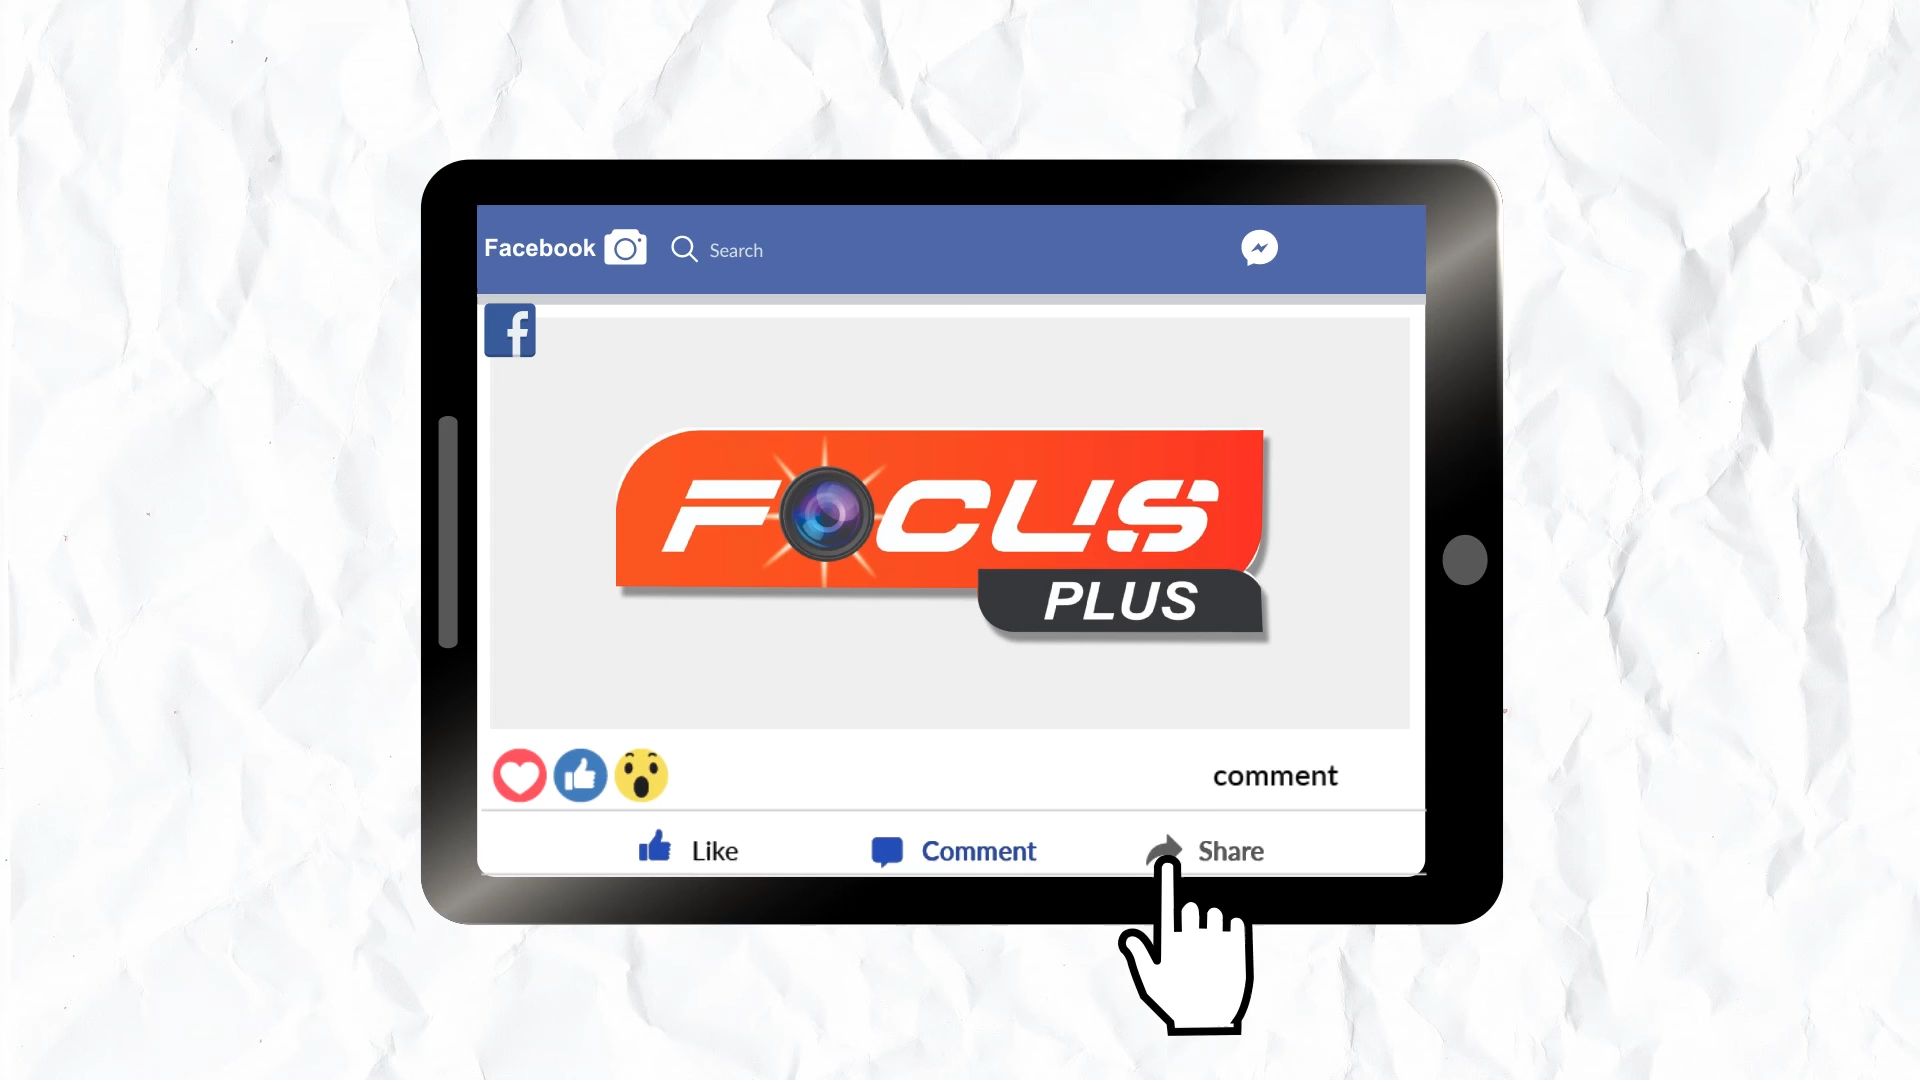 Facebook Search
f
FOCUS
PLUS
comment
Like Comment Share